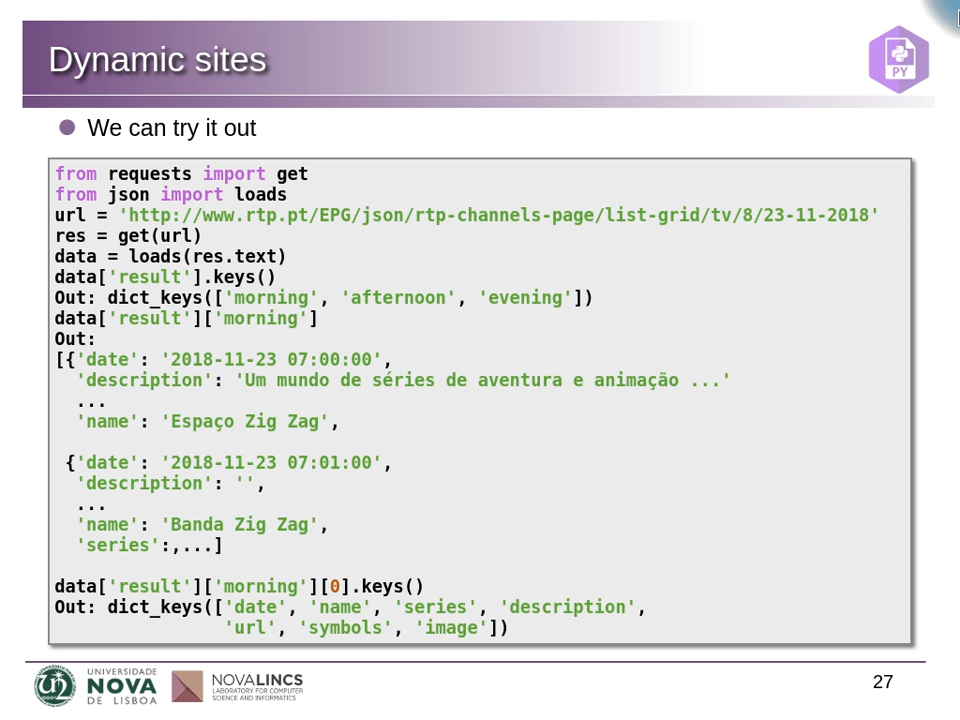 Dynamic sites
PY
We can try it out
from requests import get
from json import loads
url = 'http://www.rtp.pt/EPG/json/rtp-channels-page/list-grid/tv/8/23-11-2018'
res = get(url)
data = loads(res.text)
data['result'].keys()
Out: dict_keys(['morning', 'afternoon', 'evening'])
data['result']['morning']
Out:
[{'date': '2018-11-23 07:00:00',
  'description': 'Um mundo de séries de aventura e animação ...'
  ...
  'name': 'Espaço Zig Zag',
 {'date': '2018-11-23 07:01:00',
  'description': '',
  ...
  'name': 'Banda Zig Zag',
  'series':,...]
data['result']['morning'][0].keys()
Out: dict_keys(['date', 'name', 'series', 'description',
                'url', 'symbols', 'image'])
UNIVERSIDADE
NOVA
DE LISBOA
NOVALINCS
LABORATORY FOR COMPUTER
SCIENCE AND INFORMATICS
27